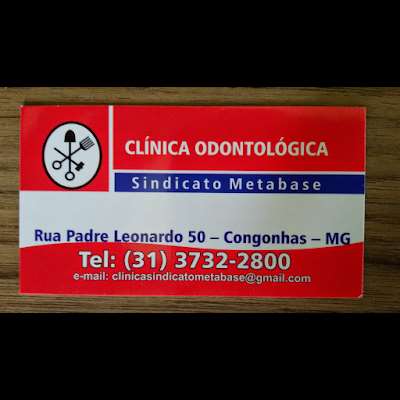 CLÍNICA ODONTOLÓGICA
Sindicato Metabase
Rua Padre Leonardo 50 – Congonhas – MG
Tel: (31) 3732-2800
e-mail: clinicasindicatometabase@gmail.com